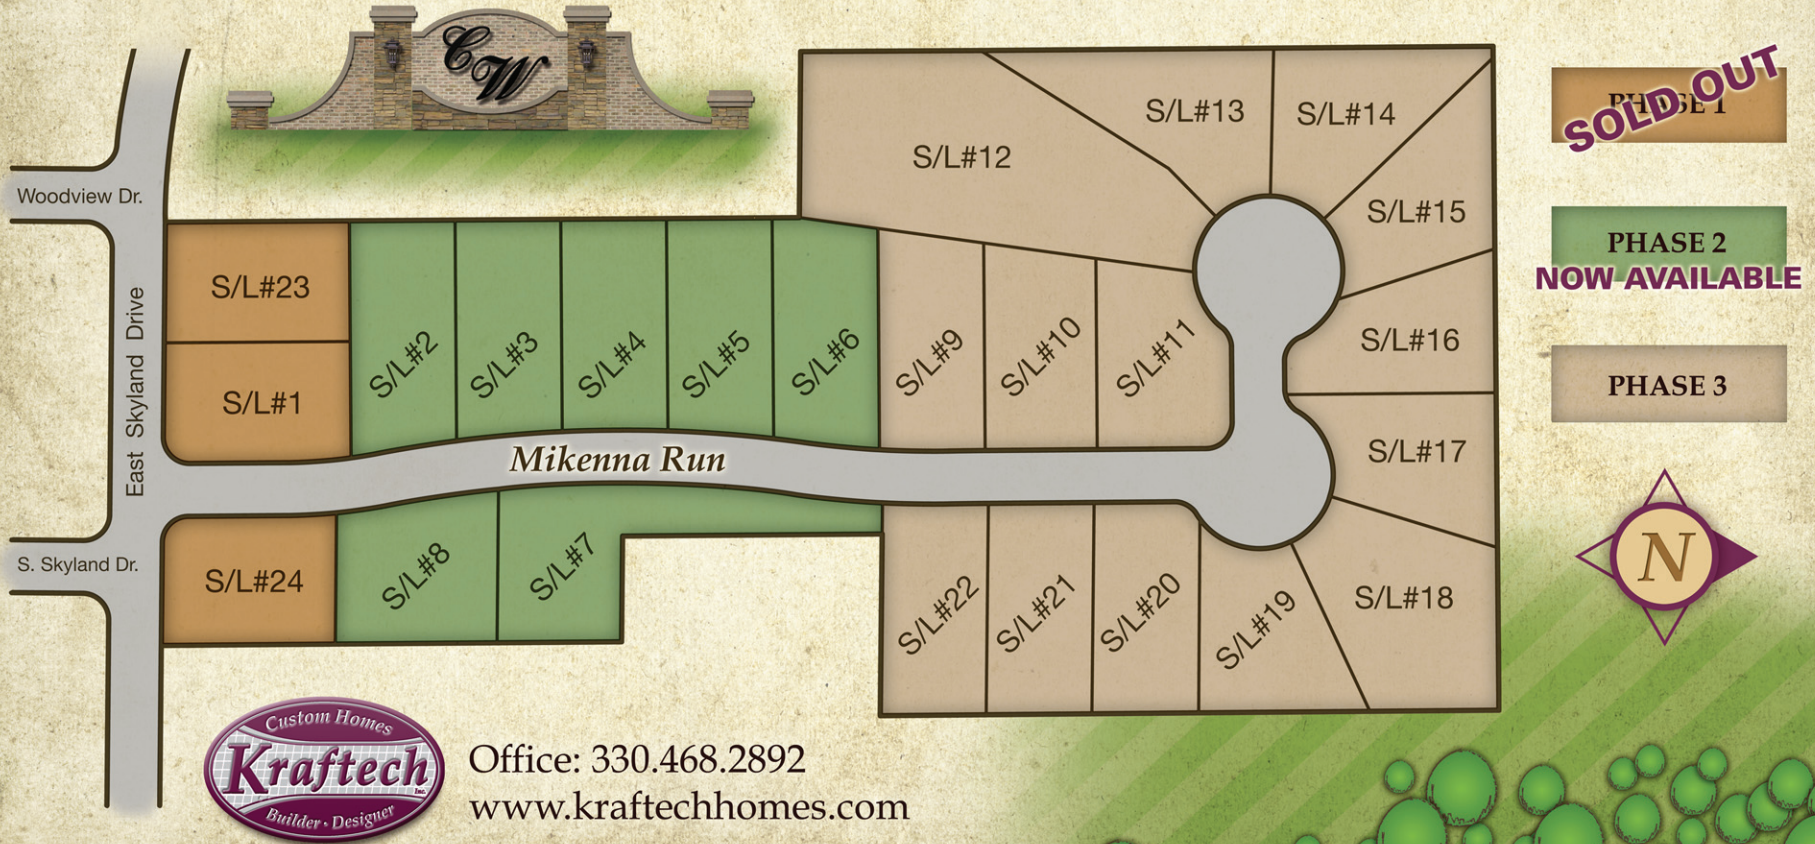 CW
Woodview Dr.
East Skyland Drive
S. Skyland Dr.
S/L#23
S/L#1
S/L#24
S/L#2
S/L#3
S/L#4
S/L#5
S/L#6
S/L#9
S/L#10
S/L#11
S/L#12
S/L#13
S/L#14
S/L#15
S/L#16
S/L#17
S/L#18
Mikenna Run
S/L#8
S/L#7
S/L#22
S/L#21
S/L#20
S/L#19
PHASE 1
SOLD OUT
PHASE 2
NOW AVAILABLE
PHASE 3
N
Custom Homes
Kraftech Inc.
Builder • Designer
Office: 330.468.2892
www.kraftechhomes.com